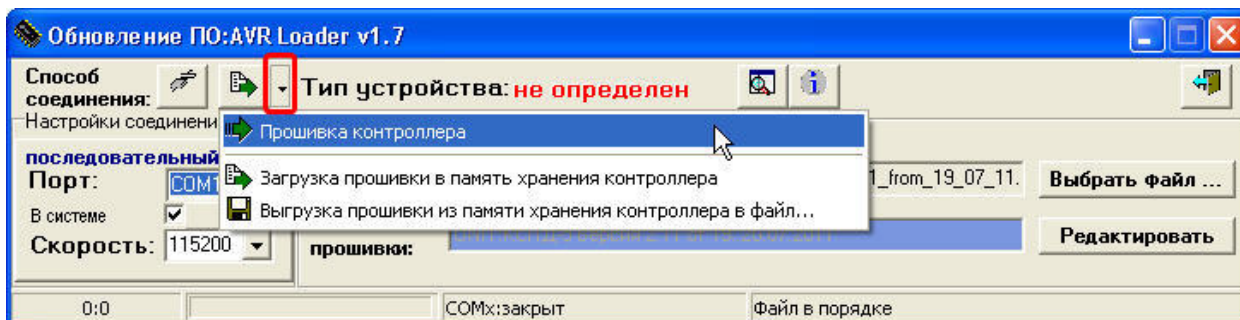 Обновление ПО:AVR Loader v1.7
Способ соединения:
Тип устройства: не определен
Настройки соединени
Прошивка контроллера
последовательный
Порт: COM1
Загрузка прошивки в память хранения контроллера
1_from_19_07_11.
Выбрать файл ...
В системе
Выгрузка прошивки из памяти хранения контроллера в файл...
Скорость: 115200
прошивки:
Редактировать
0:0
COMx:закрыт
Файл в порядке